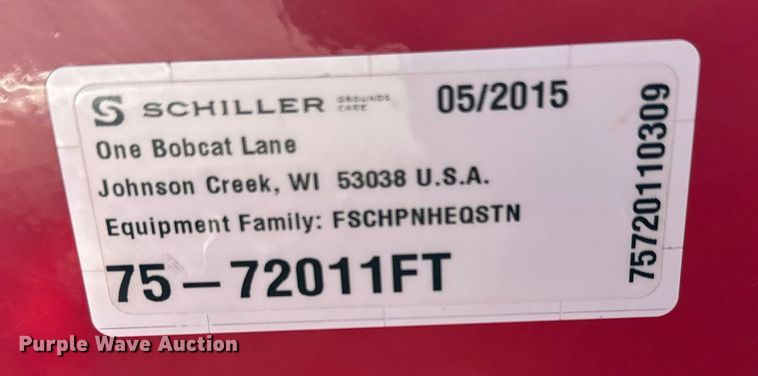 SCHILLER GROUNDS CARE 05/2015
One Bobcat Lane
Johnson Creek, WI 53038 U.S.A.
Equipment Family: FSCHPNHEQSTN
75-72011FT
75720110309
Purple Wave Auction